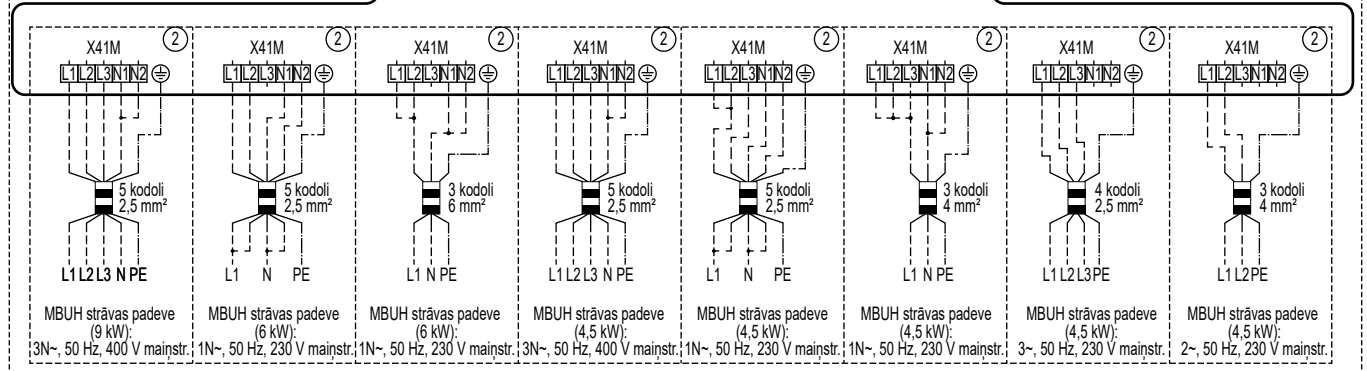 X41M 2
L1 L2 L3 N1 N2
5 kodoli
2,5 mm²
L1 L2 L3 N PE
MBUH strāvas padeve
(9 kW):
3N~, 50 Hz, 400 V maiņstr.
X41M 2
L1 L2 L3 N1 N2
5 kodoli
2,5 mm²
L1 N PE
MBUH strāvas padeve
(6 kW):
1N~, 50 Hz, 230 V maiņstr.
X41M 2
L1 L2 L3 N1 N2
3 kodoli
6 mm²
L1 N PE
MBUH strāvas padeve
(6 kW):
1N~, 50 Hz, 230 V maiņstr.
X41M 2
L1 L2 L3 N1 N2
5 kodoli
2,5 mm²
L1 L2 L3 N PE
MBUH strāvas padeve
(4,5 kW):
3N~, 50 Hz, 400 V maiņstr.
X41M 2
L1 L2 L3 N1 N2
5 kodoli
2,5 mm²
L1 N PE
MBUH strāvas padeve
(4,5 kW):
1N~, 50 Hz, 230 V maiņstr.
X41M 2
L1 L2 L3 N1 N2
3 kodoli
4 mm²
L1 N PE
MBUH strāvas padeve
(4,5 kW):
1N~, 50 Hz, 230 V maiņstr.
X41M 2
L1 L2 L3 N1 N2
4 kodoli
2,5 mm²
L1 L2 L3 PE
MBUH strāvas padeve
(4,5 kW):
3~, 50 Hz, 230 V maiņstr.
X41M 2
L1 L2 L3 N1 N2
3 kodoli
4 mm²
L1 L2 PE
MBUH strāvas padeve
(4,5 kW):
2~, 50 Hz, 230 V maiņstr.